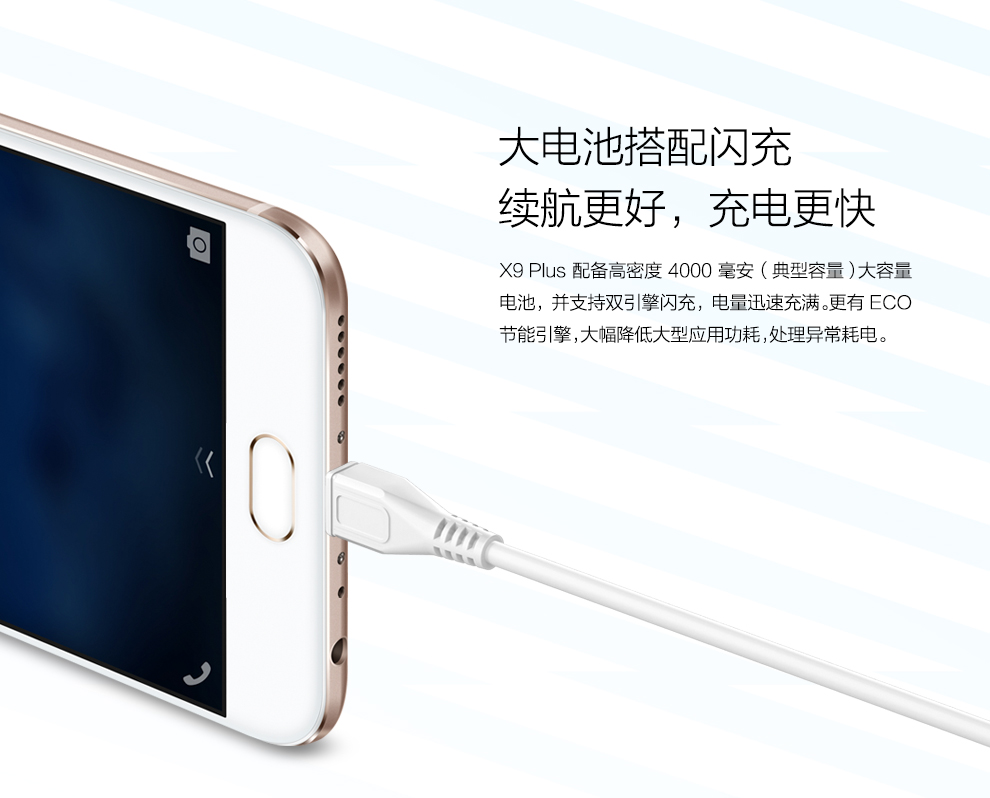 大电池搭配闪充
续航更好，充电更快
X9 Plus 配备高密度 4000 毫安（典型容量）大容量
电池，并支持双引擎闪充，电量迅速充满。更有 ECO
节能引擎，大幅降低大型应用功耗，处理异常耗电。